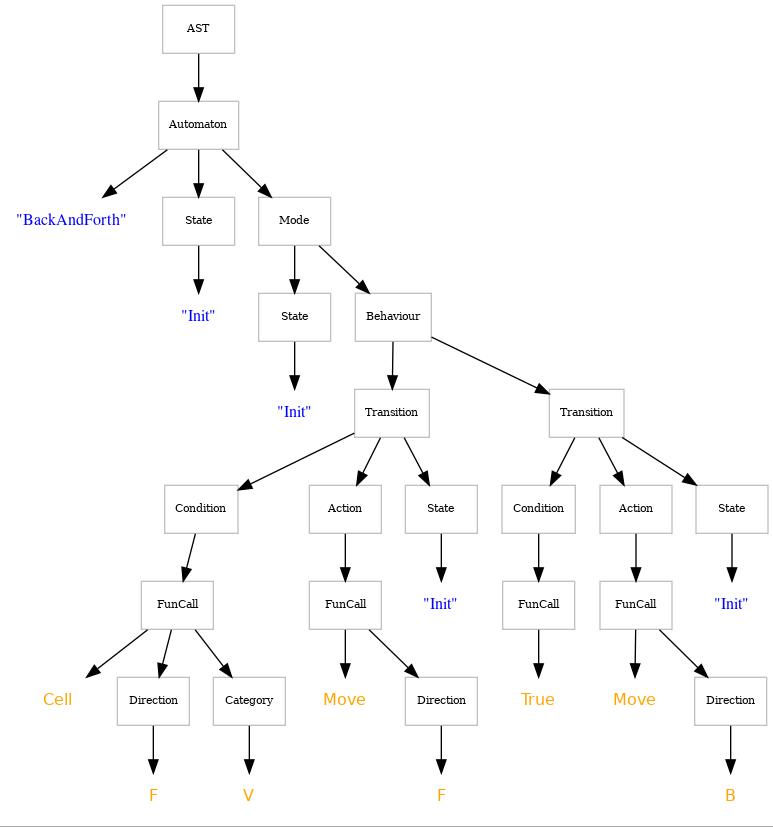 AST
Automaton
"BackAndForth"
State
Mode
"Init"
State
Behaviour
"Init"
Transition
Transition
Condition
Action
State
Condition
Action
State
FunCall
FunCall
"Init"
FunCall
FunCall
"Init"
Cell
Direction
Category
Move
Direction
True
Move
Direction
F
V
F
B